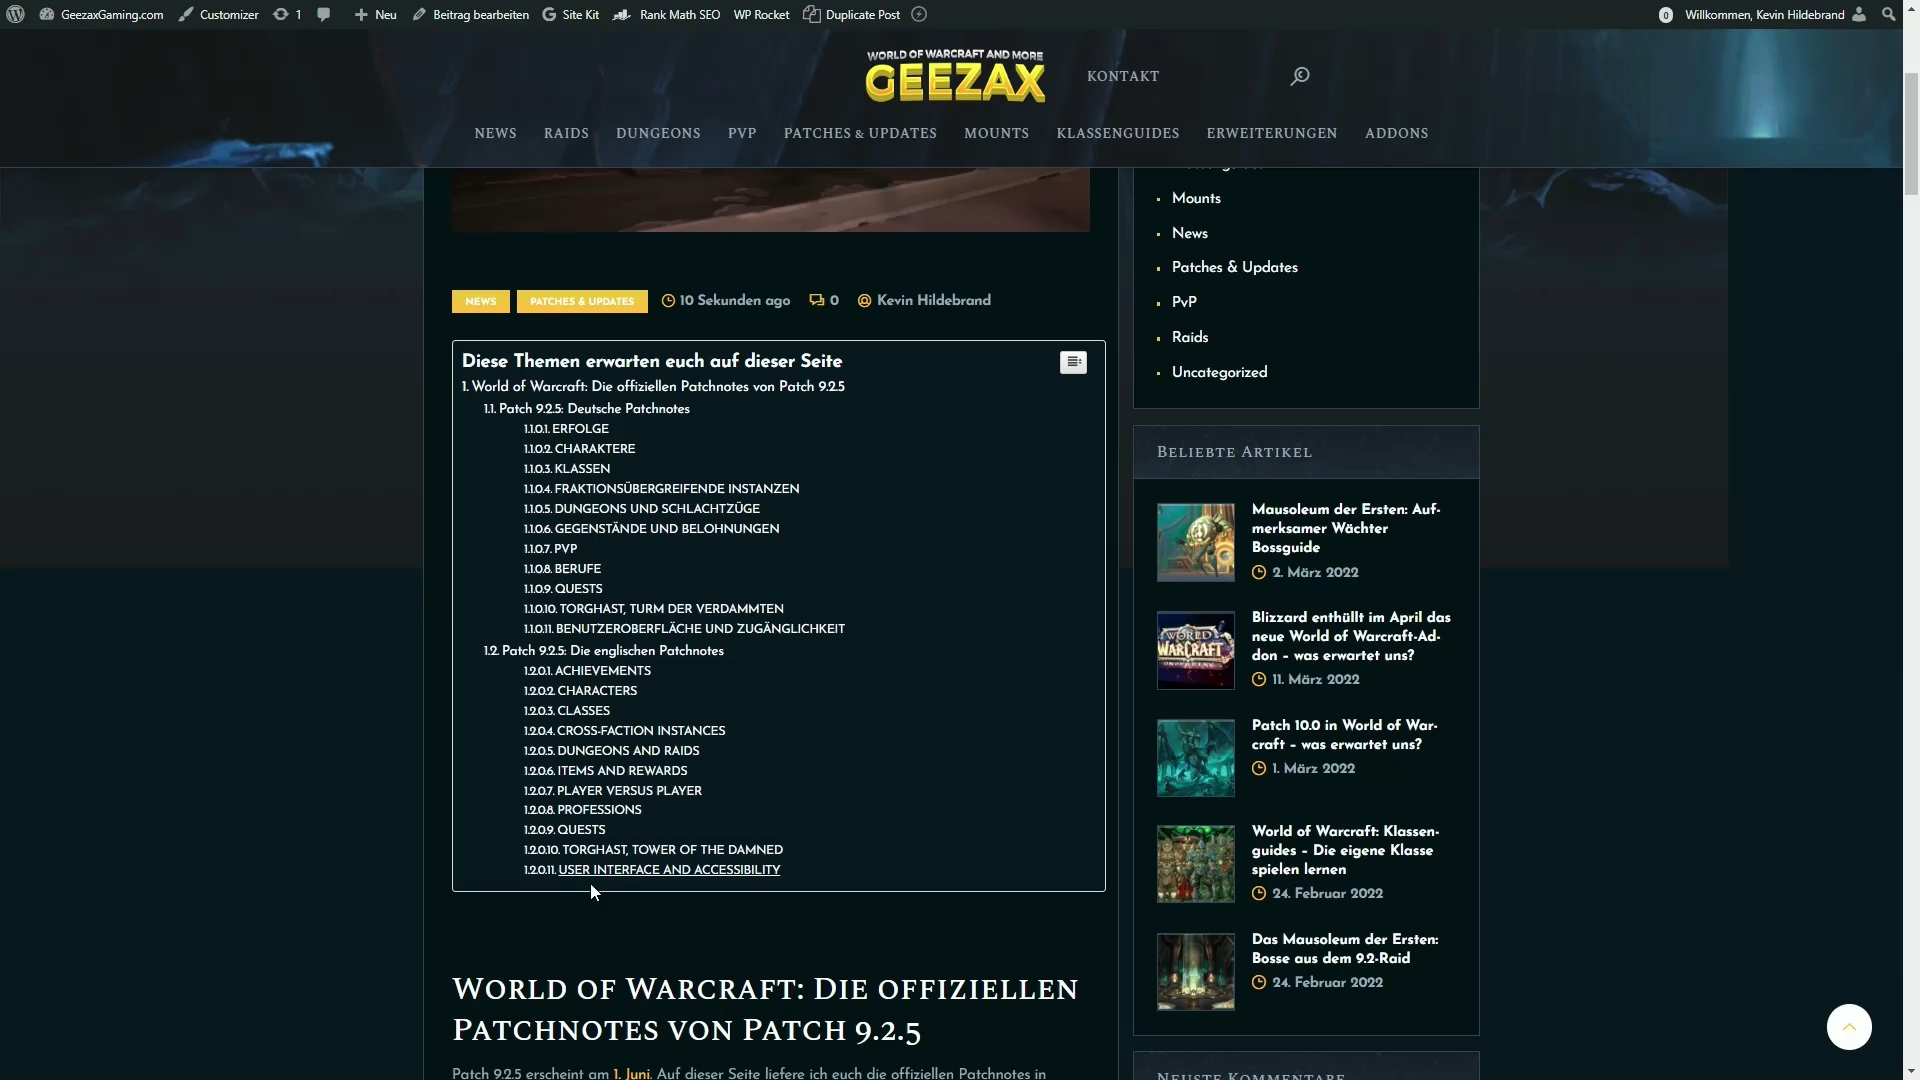 GeezaxGaming.com Customizer 1 Neu Beitrag bearbeiten Site Kit Rank Math SEO WP Rocket Duplicate Post 0 Willkommen, Kevin Hildebrand
WORLD OF WARCRAFT AND MORE
GEEZAX
KONTAKT
NEWS RAIDS DUNGEONS PVP PATCHES & UPDATES MOUNTS KLASSENGUIDES ERWEITERUNGEN ADDONS
NEWS PATCHES & UPDATES 10 Sekunden ago 0 Kevin Hildebrand
Diese Themen erwarten euch auf dieser Seite
1. World of Warcraft: Die offiziellen Patchnotes von Patch 9.2.5
1.1. Patch 9.2.5: Deutsche Patchnotes
1.1.0.1. ERFOLGE
1.1.0.2. CHARAKTERE
1.1.0.3. KLASSEN
1.1.0.4. FRAKTIONSÜBERGREIFENDE INSTANZEN
1.1.0.5. DUNGEONS UND SCHLACHTZÜGE
1.1.0.6. GEGENSTÄNDE UND BELOHNUNGEN
1.1.0.7. PVP
1.1.0.8. BERUFE
1.1.0.9. QUESTS
1.1.0.10. TORGHAST, TURM DER VERDAMMTEN
1.1.0.11. BENUTZEROBERFLÄCHE UND ZUGÄNGLICHKEIT
1.2. Patch 9.2.5: Die englischen Patchnotes
1.2.0.1. ACHIEVEMENTS
1.2.0.2. CHARACTERS
1.2.0.3. CLASSES
1.2.0.4. CROSS-FACTION INSTANCES
1.2.0.5. DUNGEONS AND RAIDS
1.2.0.6. ITEMS AND REWARDS
1.2.0.7. PLAYER VERSUS PLAYER
1.2.0.8. PROFESSIONS
1.2.0.9. QUESTS
1.2.0.10. TORGHAST, TOWER OF THE DAMNED
1.2.0.11. USER INTERFACE AND ACCESSIBILITY
WORLD OF WARCRAFT: DIE OFFIZIELLEN
PATCHNOTES VON PATCH 9.2.5
Patch 9.2.5 erscheint am 1. Juni. Auf dieser Seite liefere ich euch die offiziellen Patchnotes in
Mounts
News
Patches & Updates
PvP
Raids
Uncategorized
BELIEBTE ARTIKEL
Mausoleum der Ersten: Auf-
merksamer Wächter
Bossguide
2. März 2022
WORLD
WARCRAFT
Blizzard enthüllt im April das
neue World of Warcraft-Ad-
don – was erwartet uns?
11. März 2022
Patch 10.0 in World of War-
craft – was erwartet uns?
1. März 2022
World of Warcraft: Klassen-
guides – Die eigene Klasse
spielen lernen
24. Februar 2022
Das Mausoleum der Ersten:
Bosse aus dem 9.2-Raid
24. Februar 2022
NEUSTE KOMMENTARE